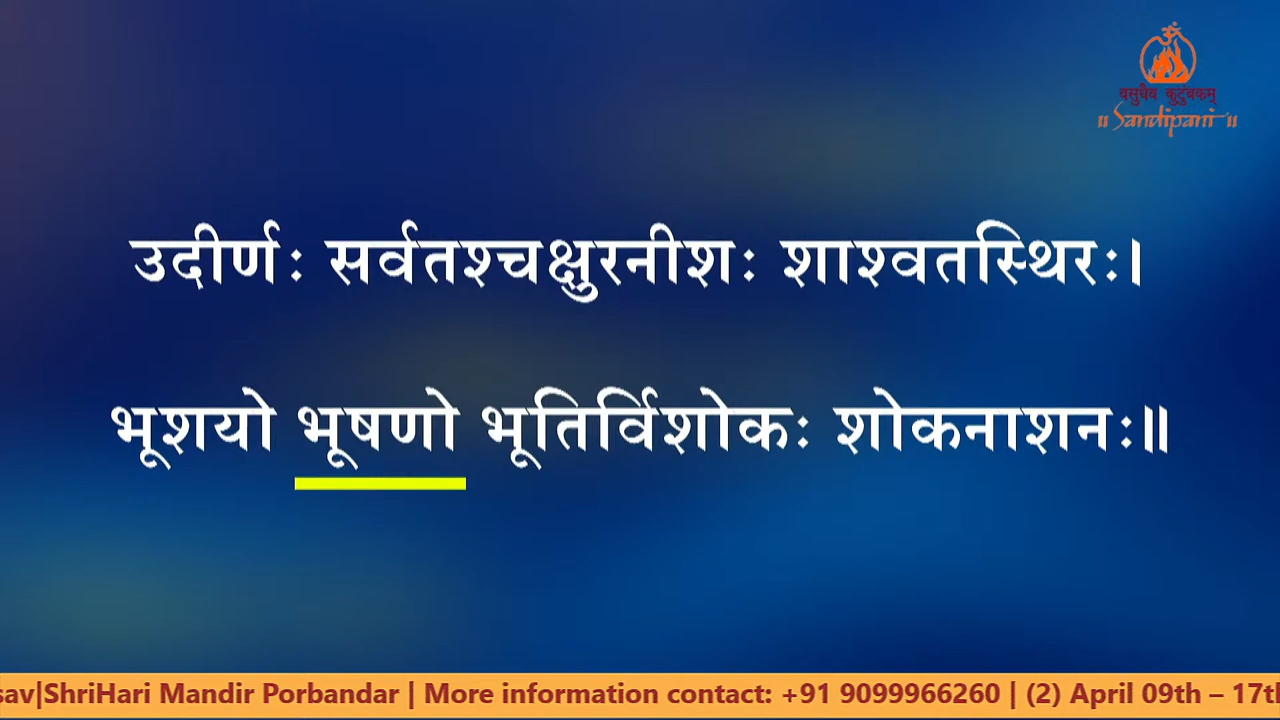 वसुधैव कुटुंबकम्
॥ Sandipani ॥
उदीर्णः सर्वतश्चक्षुरनीशः शाश्वतस्थिरः।
भूशयो भूषणो भूतिर्विशोकः शोकनाशनः॥
sav|ShriHari Mandir Porbandar | More information contact: +91 9099966260 | (2) April 09th – 17th